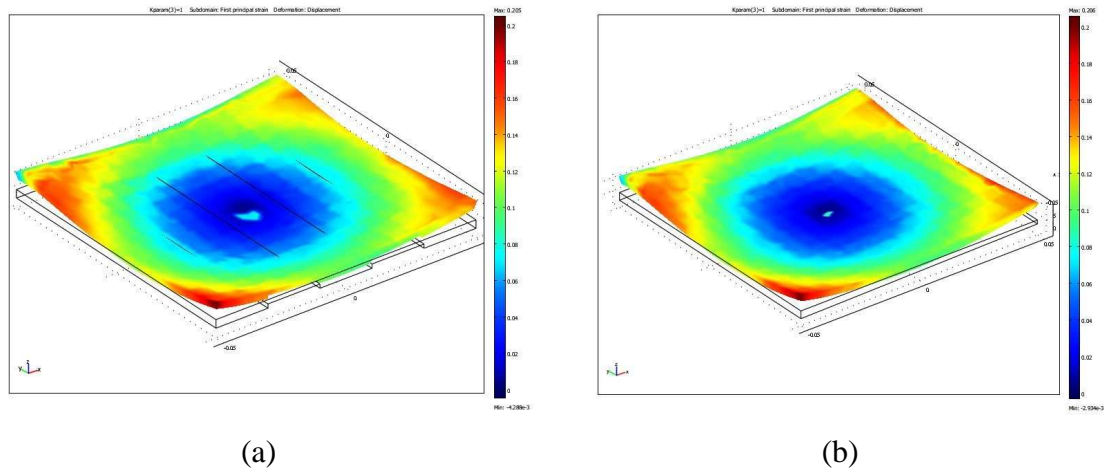 Kparam(3)=1 Subdomain: First principal strain Deformation: Displacement
Max: 0.205
0.2
0.18
0.16
0.14
0.12
0.1
0.08
0.06
0.04
0.02
0
Min: -4.288e-3
0.05
0
0
-0.05
z
y
x
(a)
Kparam(3)=1 Subdomain: First principal strain Deformation: Displacement
Max: 0.206
0.2
0.18
0.16
0.14
0.12
0.1
0.08
0.06
0.04
0.02
0
Min: -2.934e-3
0.05
0
-0.05
0.05
0
-0.05
z
y
x
(b)